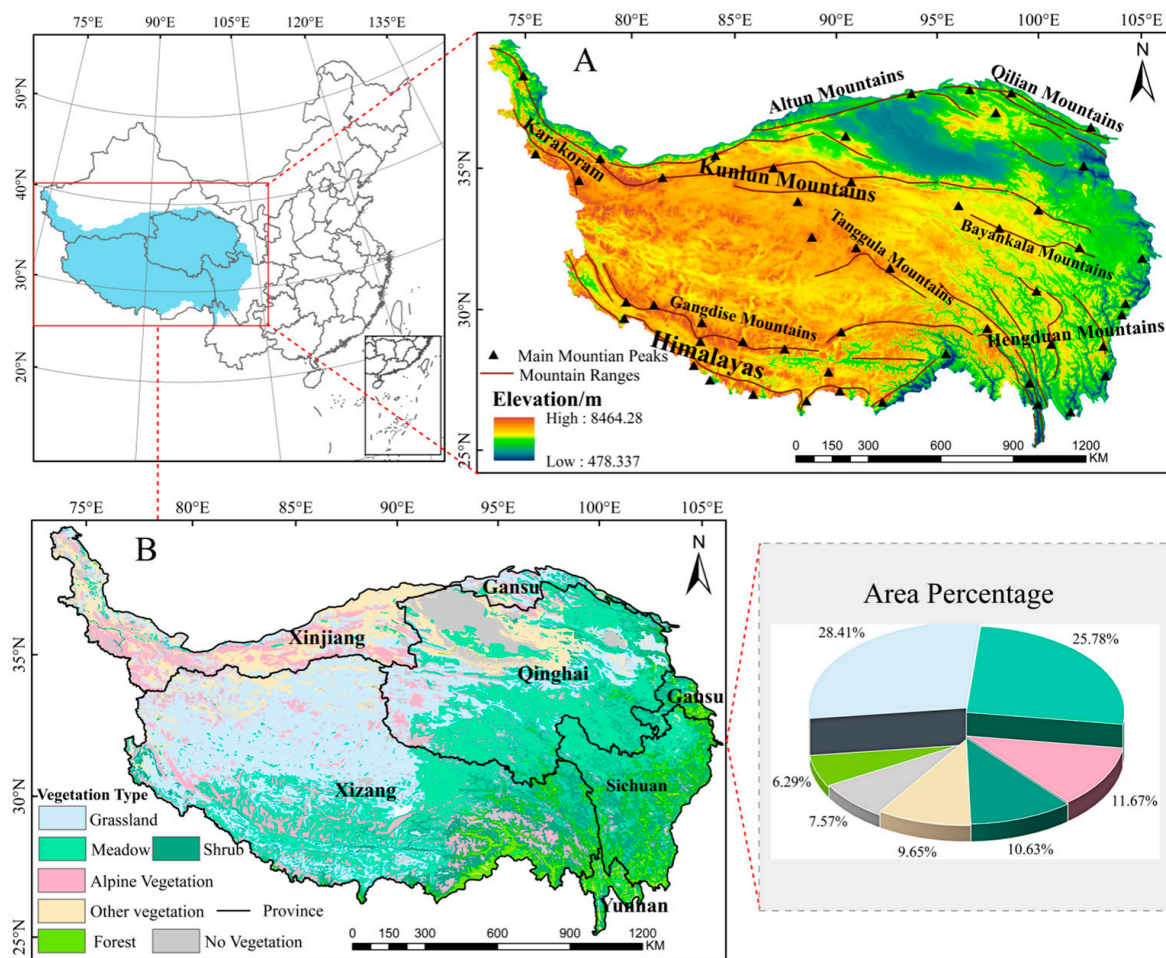 75°E 90°E 105°E 135°E
50°N
40°N
30°N
20°N
75°E 80°E 85°E 90°E 95°E 100°E 105°E
35°N
30°N
25°N
A
N
Altun Mountains
Qilian Mountains
Karakoram
Kunlun Mountains
Bayankala Mountains
Tanggula Mountains
Gangdise Mountains
Hengduan Mountains
Himalayas
Main Mountian Peaks
Mountain Ranges
Elevation/m
High : 8464.28
Low : 478.337
0 150 300 600 900 1200
KM
75°E 80°E 85°E 90°E 95°E 100°E 105°E
35°N
30°N
25°N
B
N
Gansu
Xinjiang
Qinghai
Gansu
Sichuan
Xizang
Yunnan
Vegetation Type
Grassland
Meadow Shrub
Alpine Vegetation
Other vegetation Province
Forest No Vegetation
0 150 300 600 900 1200
KM
Area Percentage
28.41% 25.78%
6.29%
7.57%
9.65%
10.63%
11.67%